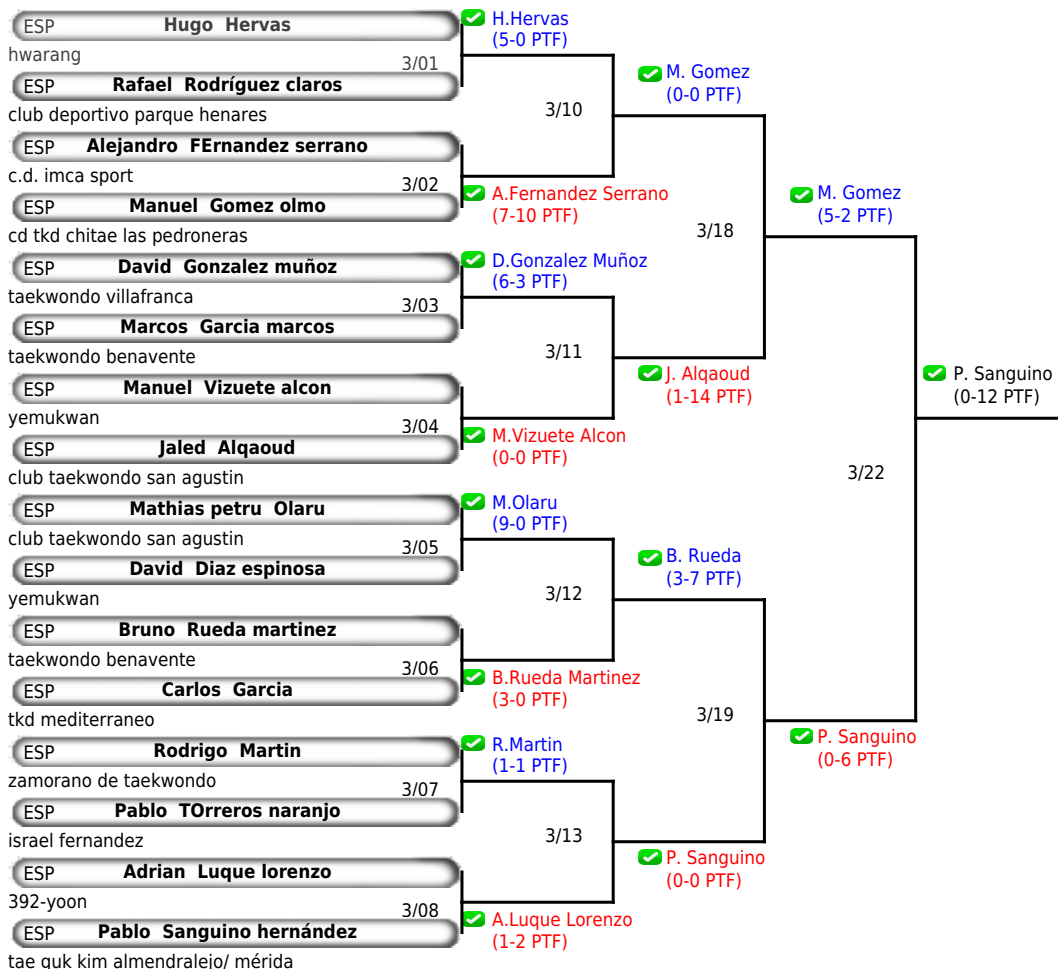 ESP Hugo Hervas
hwarang
3/01
ESP Rafael Rodríguez claros
club deportivo parque henares
ESP Alejandro FErnandez serrano
c.d. imca sport
3/02
ESP Manuel Gomez olmo
cd tkd chitae las pedroneras
ESP David Gonzalez muñoz
taekwondo villafranca
3/03
ESP Marcos Garcia marcos
taekwondo benavente
ESP Manuel Vizuete alcon
yemukwan
3/04
ESP Jaled Alqaoud
club taekwondo san agustin
ESP Mathias petru Olaru
club taekwondo san agustin
3/05
ESP David Diaz espinosa
yemukwan
ESP Bruno Rueda martinez
taekwondo benavente
3/06
ESP Carlos Garcia
tkd mediterraneo
ESP Rodrigo Martin
zamorano de taekwondo
3/07
ESP Pablo TOrreros naranjo
israel fernandez
ESP Adrian Luque lorenzo
392-yoon
3/08
ESP Pablo Sanguino hernández
tae guk kim almendralejo/ mérida
H.Hervas
(5-0 PTF)
3/10
A.Fernandez Serrano
(7-10 PTF)
D.Gonzalez Muñoz
(6-3 PTF)
3/11
M.Vizuete Alcon
(0-0 PTF)
M.Olaru
(9-0 PTF)
3/12
B.Rueda Martinez
(3-0 PTF)
R.Martin
(1-1 PTF)
3/13
A.Luque Lorenzo
(1-2 PTF)
M. Gomez
(0-0 PTF)
3/18
J. Alqaoud
(1-14 PTF)
B. Rueda
(3-7 PTF)
3/19
P. Sanguino
(0-0 PTF)
M. Gomez
(5-2 PTF)
3/22
P. Sanguino
(0-6 PTF)
P. Sanguino
(0-12 PTF)